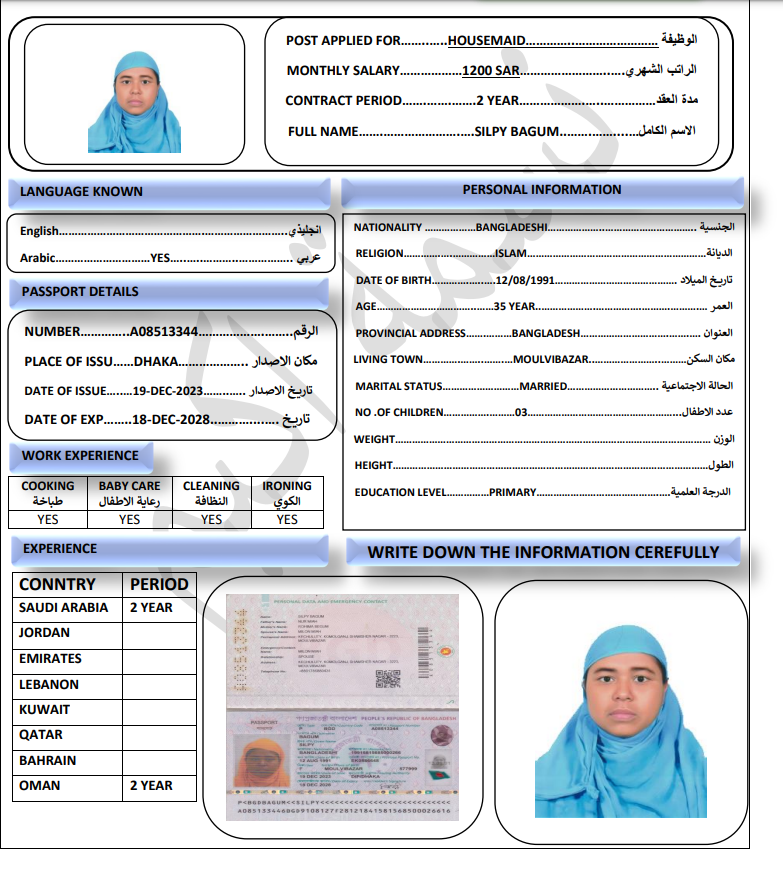 POST APPLIED FOR............HOUSEMAID.......................................... الوظيفة
MONTHLY SALARY..................1200 SAR...............................الراتب الشهري
CONTRACT PERIOD.....................2 YEAR.........................................مدة العقد
FULL NAME.................................SILPY BAGUM.......................الاسم الكامل
LANGUAGE KNOWN
English...................................................................انجليذي
Arabic..........................YES.................................... عربي
PASSPORT DETAILS
NUMBER............A08513344.........................الرقم
PLACE OF ISSU.....DHAKA.................... مكان الاصدار
DATE OF ISSUE.......19-DEC-2023............ تاريخ الاصدار
DATE OF EXP........18-DEC-2028.................. تاريخ
WORK EXPERIENCE
COOKING BABY CARE CLEANING IRONING
طباخة رعاية الاطفال النظافة الكوي
YES YES YES YES
PERSONAL INFORMATION
NATIONALITY ................BANGLADESHI................................................ الجنسية
RELIGION.............................ISLAM............................................................الديانة
DATE OF BIRTH.....................12/08/1991......................................... تاريخ الميلاد
AGE.....................................35 YEAR........................................................ العمر
PROVINCIAL ADDRESS..............BANGLADESH......................................... العنوان
LIVING TOWN............................MOULVIBAZAR..............................مكان السكن
MARITAL STATUS........................MARRIED............................ الحالة الاجتماعية
NO .OF CHILDREN.......................03...................................................عدد الاطفال
WEIGHT....................................................................................................... الوزن
HEIGHT........................................................................................................الطول
EDUCATION LEVEL.............PRIMARY.........................................الدرجة العلمية
EXPERIENCE
CONNTRY PERIOD
SAUDI ARABIA 2 YEAR
JORDAN
EMIRATES
LEBANON
KUWAIT
QATAR
BAHRAIN
OMAN 2 YEAR
WRITE DOWN THE INFORMATION CEREFULLY
PERSONAL DATA AND EMERGENCY CONTACT
SILPY BAGUM
PASSPORT
PEOPLE'S REPUBLIC OF BANGLADESH
BGD
A08513344
BAGUM
SILPY
BANGLADESHI
12 AUG 1991
MOULVIBAZAR
19 DEC 2023
18 DEC 2028